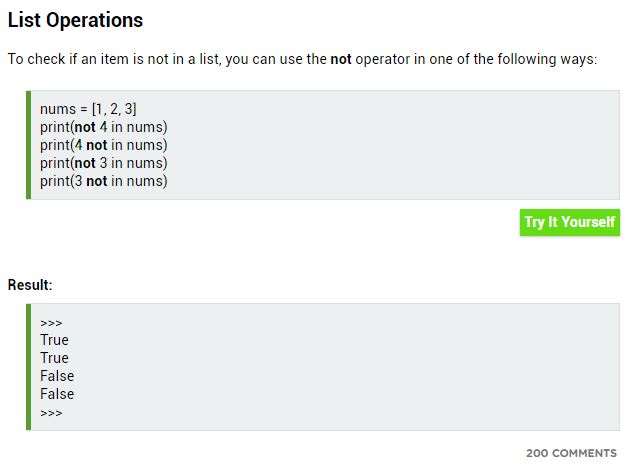 List Operations
To check if an item is not in a list, you can use the not operator in one of the following ways:
nums = [1, 2, 3]
print(not 4 in nums)
print(4 not in nums)
print(not 3 in nums)
print(3 not in nums)
Try It Yourself
Result:
>>>
True
True
False
False
>>>
200 COMMENTS